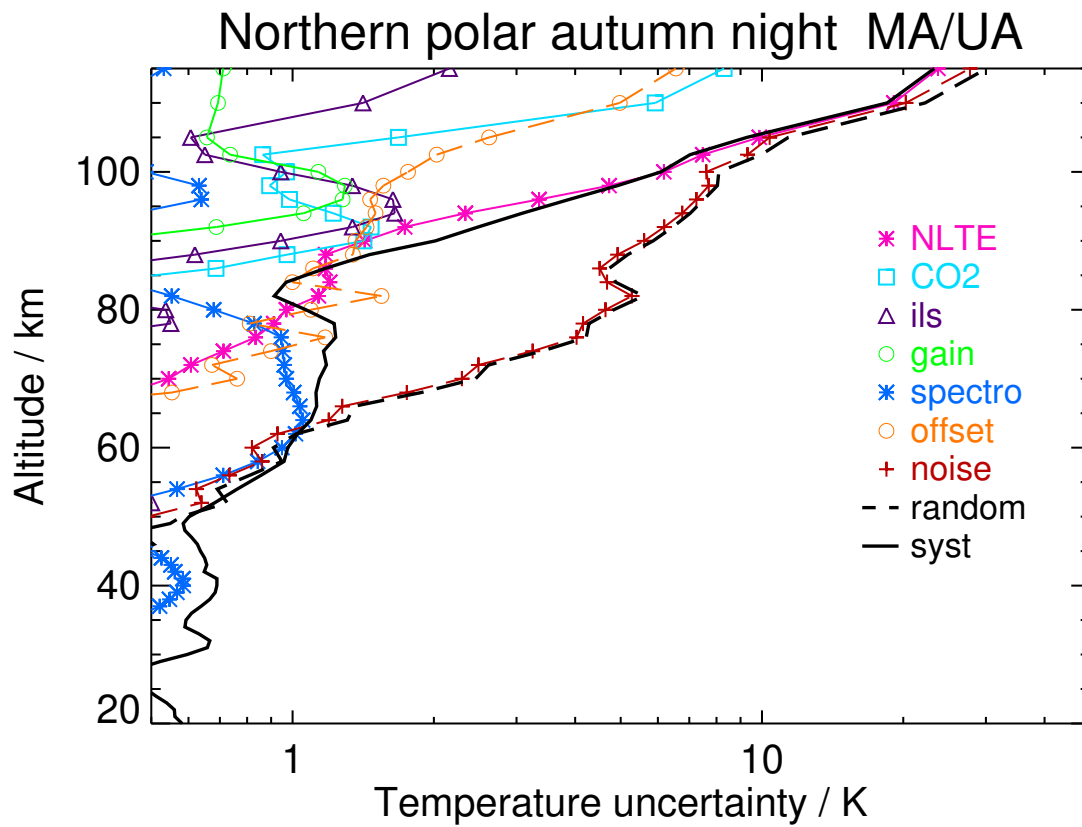 Northern polar autumn night MA/UA
Altitude / km
100
80
60
40
20
NLTE
CO2
ils
gain
spectro
offset
noise
random
syst
1
10
Temperature uncertainty / K